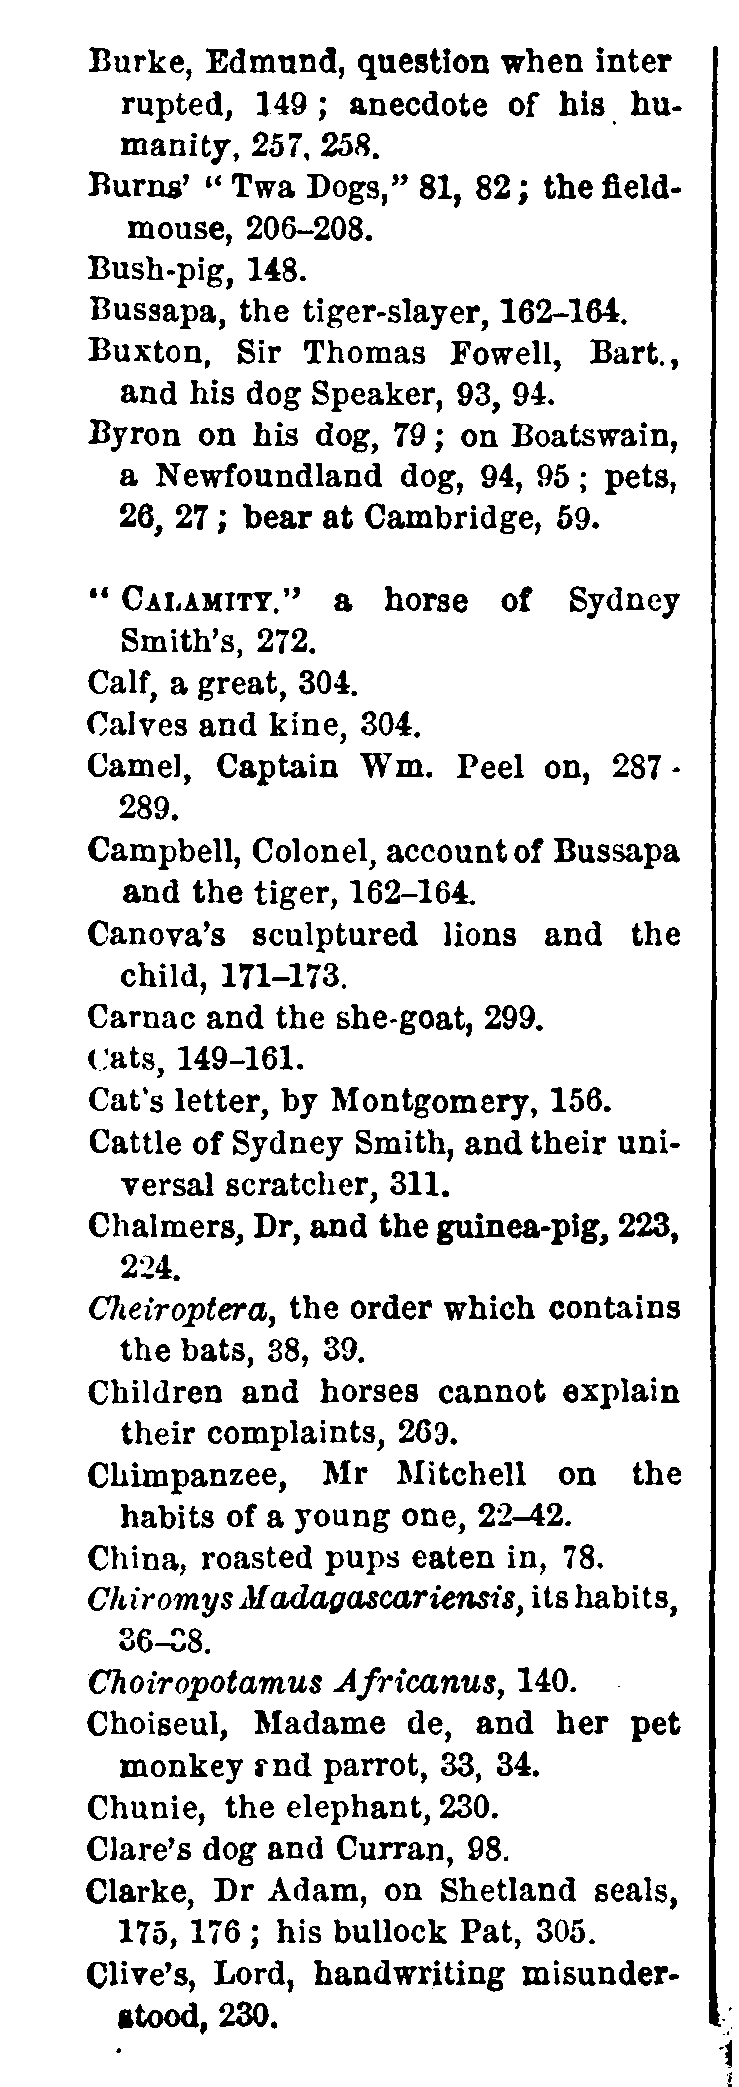 Burke, Edmund, question when inter
rupted, 149 ; anecdote of his hu-
manity, 257, 258.
Burns' “ Twa Dogs,” 81, 82 ; the field-
mouse, 206–208.
Bush-pig, 148.
Bussapa, the tiger-slayer, 162–164.
Buxton, Sir Thomas Fowell, Bart.,
and his dog Speaker, 93, 94.
Byron on his dog, 79 ; on Boatswain,
a Newfoundland dog, 94, 95 ; pets,
26, 27 ; bear at Cambridge, 59.
“ CALAMITY.” a horse of Sydney
Smith's, 272.
Calf, a great, 304.
Calves and kine, 304.
Camel, Captain Wm. Peel on, 287 -
289.
Campbell, Colonel, account of Bussapa
and the tiger, 162–164.
Canova's sculptured lions and the
child, 171–173.
Carnac and the she-goat, 299.
Cats, 149–161.
Cat's letter, by Montgomery, 156.
Cattle of Sydney Smith, and their uni-
versal scratcher, 311.
Chalmers, Dr, and the guinea-pig, 223,
224.
Cheiroptera, the order which contains
the bats, 38, 39.
Children and horses cannot explain
their complaints, 269.
Chimpanzee, Mr Mitchell on the
habits of a young one, 22–42.
China, roasted pups eaten in, 78.
Chiromys Madagascariensis, its habits,
36–38.
Choiropotamus Africanus, 140.
Choiseul, Madame de, and her pet
monkey and parrot, 33, 34.
Chunie, the elephant, 230.
Clare's dog and Curran, 98.
Clarke, Dr Adam, on Shetland seals,
175, 176 ; his bullock Pat, 305.
Clive's, Lord, handwriting misunder-
stood, 230.